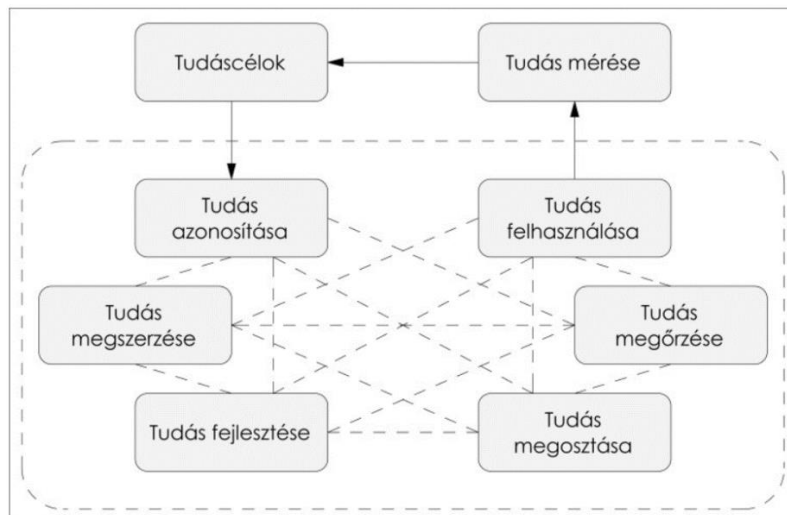 Tudáscélok
Tudás mérése
Tudás
azonosítása
Tudás
felhasználása
Tudás
megszerzése
Tudás
megőrzése
Tudás fejlesztése
Tudás
megosztása